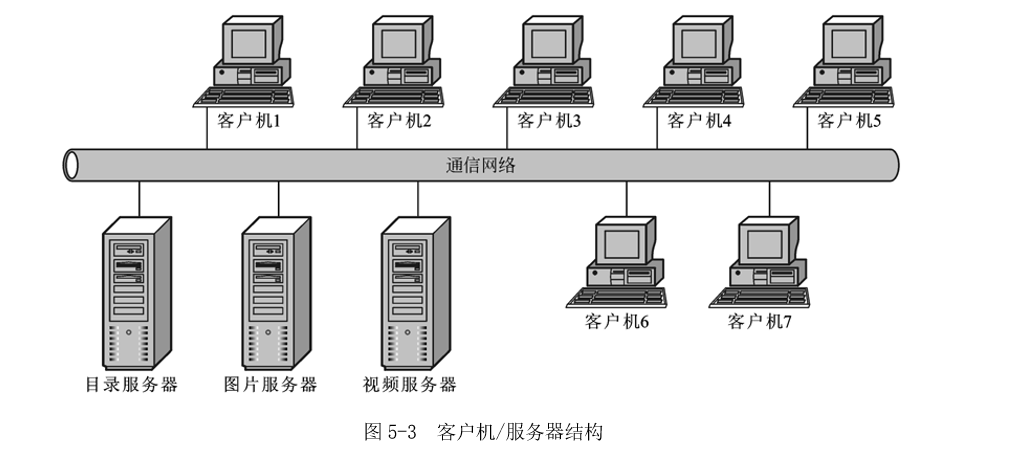 客户机1 客户机2 客户机3 客户机4 客户机5
通信网络
客户机6 客户机7
目录服务器 图片服务器 视频服务器
图 5-3 客户机/服务器结构